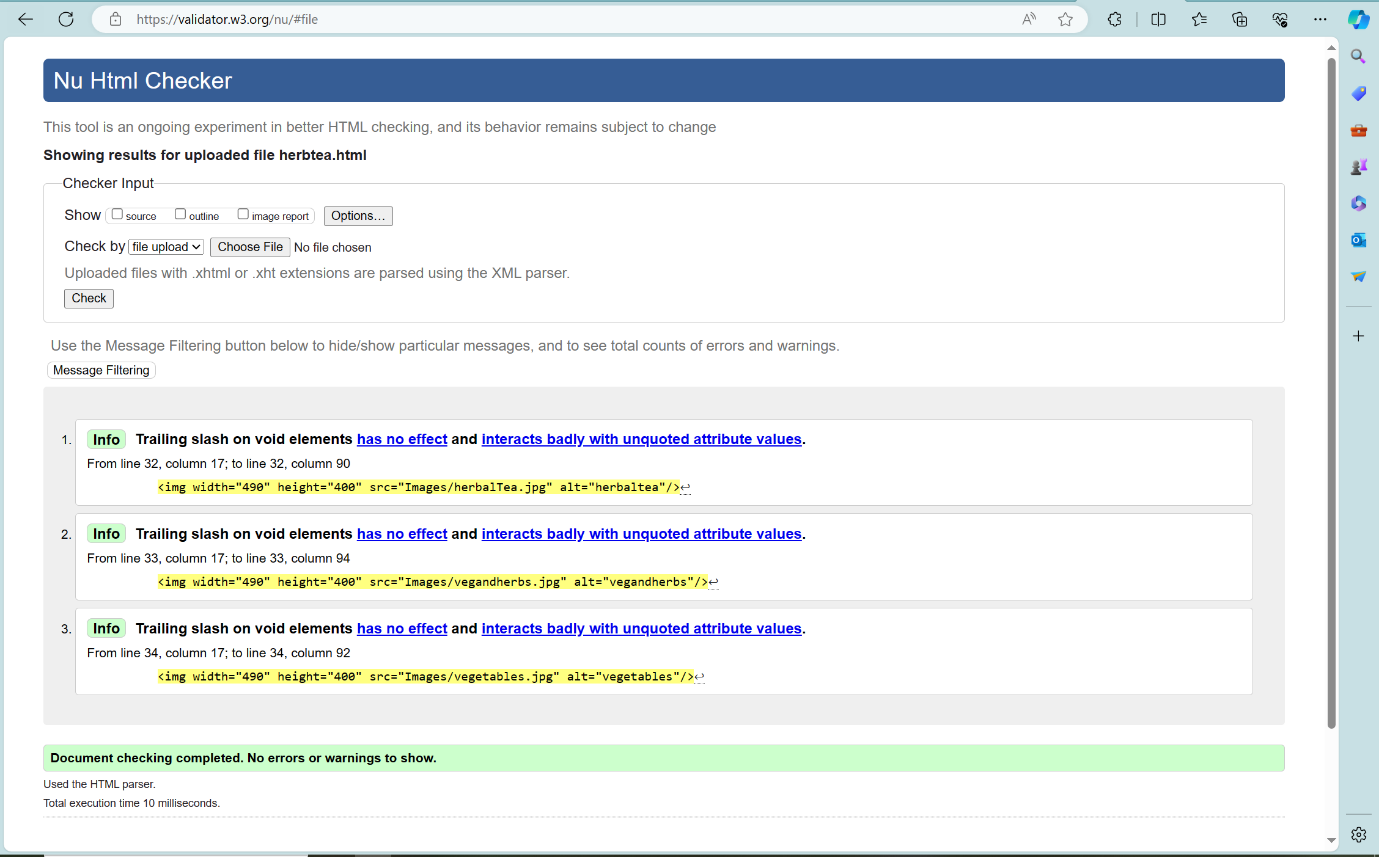 https://validator.w3.org/nu/#file
Nu Html Checker
This tool is an ongoing experiment in better HTML checking, and its behavior remains subject to change
Showing results for uploaded file herbtea.html
Checker Input
Show source outline image report Options...
Check by file upload Choose File No file chosen
Uploaded files with .xhtml or .xht extensions are parsed using the XML parser.
Check
Use the Message Filtering button below to hide/show particular messages, and to see total counts of errors and warnings.
Message Filtering
1. Info Trailing slash on void elements has no effect and interacts badly with unquoted attribute values.
From line 32, column 17; to line 32, column 90
<img width="490" height="400" src="Images/herbalTea.jpg" alt="herbaltea"/>↩
2. Info Trailing slash on void elements has no effect and interacts badly with unquoted attribute values.
From line 33, column 17; to line 33, column 94
<img width="490" height="400" src="Images/vegandherbs.jpg" alt="vegandherbs"/>↩
3. Info Trailing slash on void elements has no effect and interacts badly with unquoted attribute values.
From line 34, column 17; to line 34, column 92
<img width="490" height="400" src="Images/vegetables.jpg" alt="vegetables"/>↩
Document checking completed. No errors or warnings to show.
Used the HTML parser.
Total execution time 10 milliseconds.